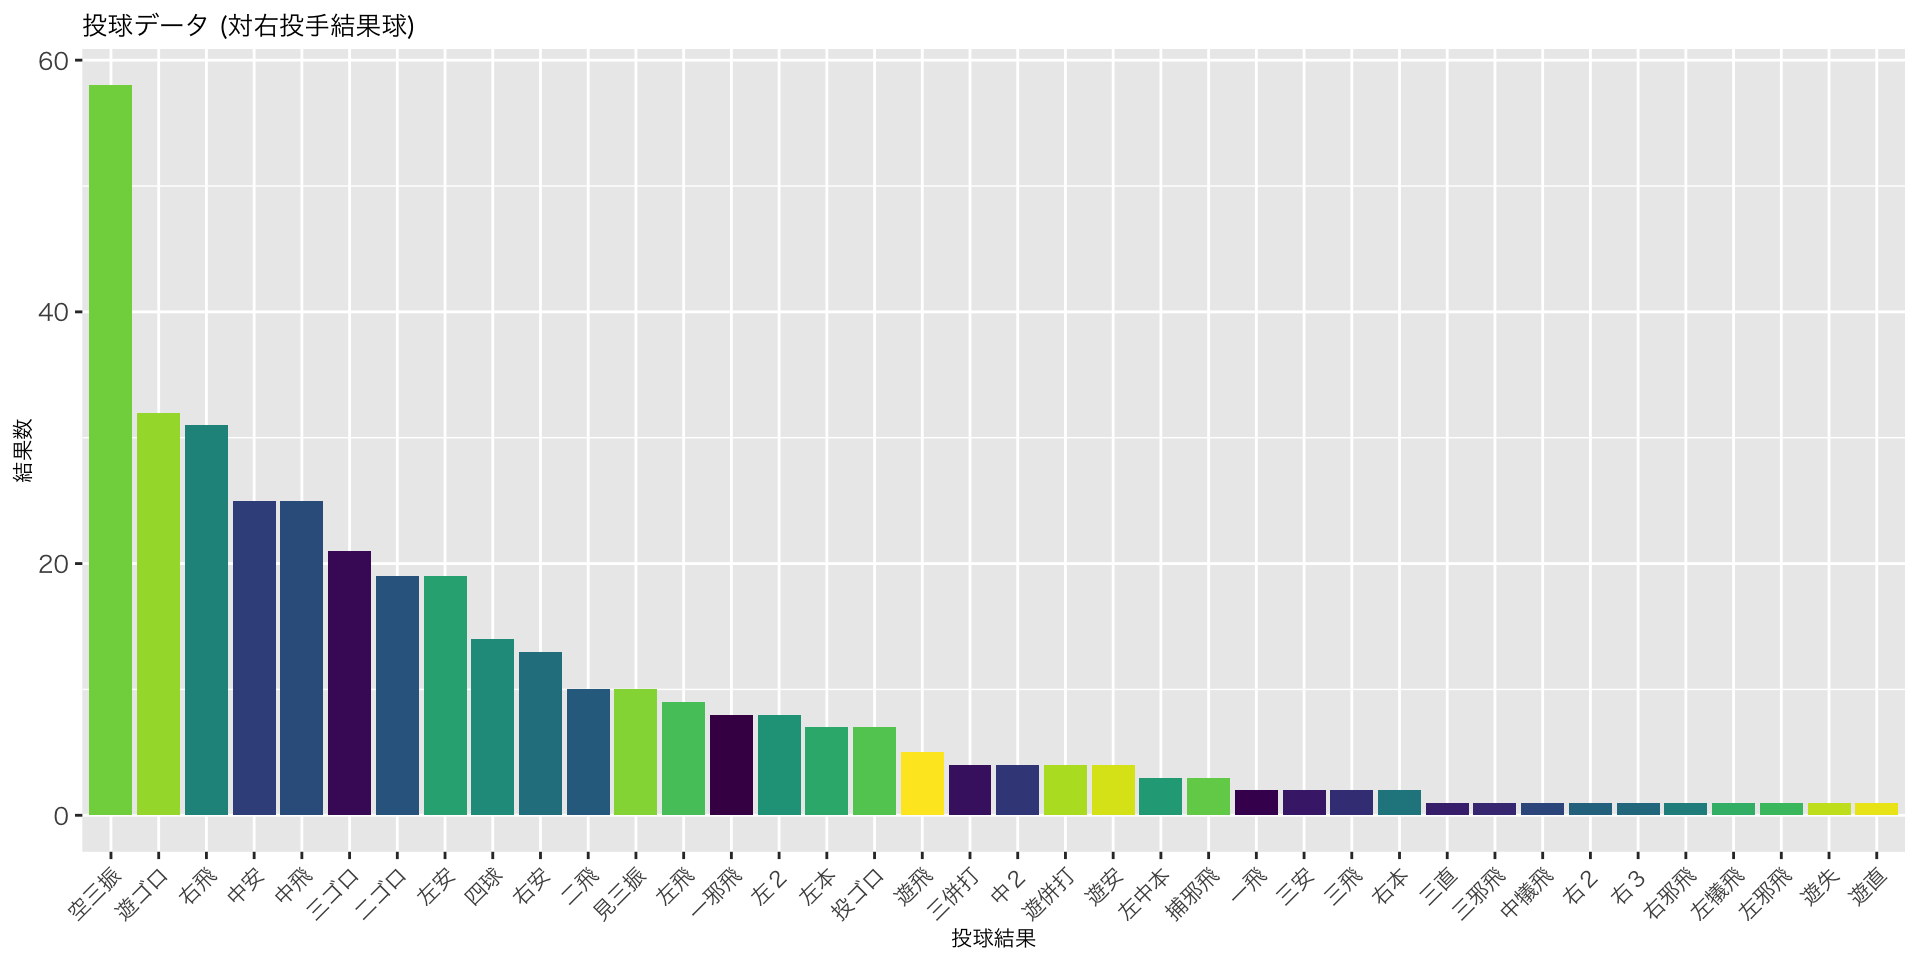 投球データ (対右投手結果球)
結果数
60
40
20
0
空三振
遊ゴロ
右飛
中安
中飛
三ゴロ
二ゴロ
左安
四球
右安
二飛
見三振
左飛
一邪飛
左２
左本
投ゴロ
遊飛
三併打
中２
遊併打
遊安
左中本
捕邪飛
一飛
三安
三飛
右本
三直
三邪飛
中犠飛
右２
右３
右邪飛
左犠飛
左邪飛
遊失
遊直
投球結果